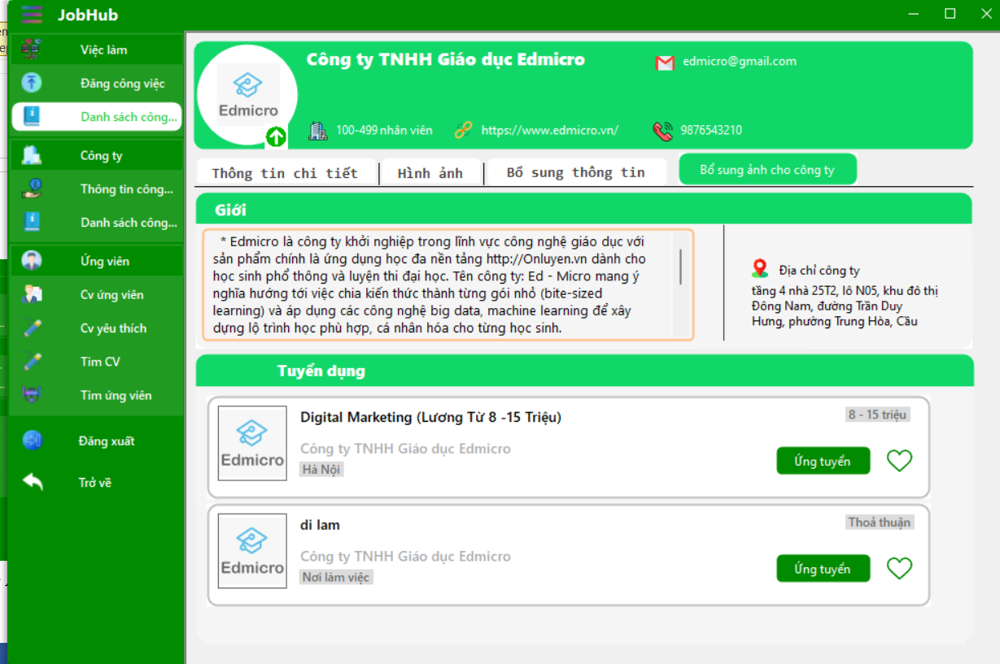 JobHub
Việc làm
Đăng công việc
Danh sách công...
Công ty
Thông tin công...
Danh sách công...
Ứng viên
Cv ứng viên
Cv yêu thích
Tìm CV
Tìm ứng viên
Đăng xuất
Trở về
Edmicro
Công ty TNHH Giáo dục Edmicro
edmicro@gmail.com
100-499 nhân viên
https://www.edmicro.vn/
9876543210
Thông tin chi tiết
Hình ảnh
Bổ sung thông tin
Bổ sung ảnh cho công ty
Giới
* Edmicro là công ty khởi nghiệp trong lĩnh vực công nghệ giáo dục với
sản phẩm chính là ứng dụng học đa nền tảng http://Onluyen.vn dành cho
học sinh phổ thông và luyện thi đại học. Tên công ty: Ed - Micro mang ý
nghĩa hướng tới việc chia kiến thức thành từng gói nhỏ (bite-sized
learning) và áp dụng các công nghệ big data, machine learning để xây
dựng lộ trình học phù hợp, cá nhân hóa cho từng học sinh.
Địa chỉ công ty
tầng 4 nhà 25T2, lô N05, khu đô thị
Đông Nam, đường Trần Duy
Hưng, phường Trung Hòa, Cầu
Tuyển dụng
Edmicro
Digital Marketing (Lương Từ 8 -15 Triệu)
8 - 15 triệu
Công ty TNHH Giáo dục Edmicro
Hà Nội
Ứng tuyển
Edmicro
di lam
Thoả thuận
Công ty TNHH Giáo dục Edmicro
Nơi làm việc
Ứng tuyển